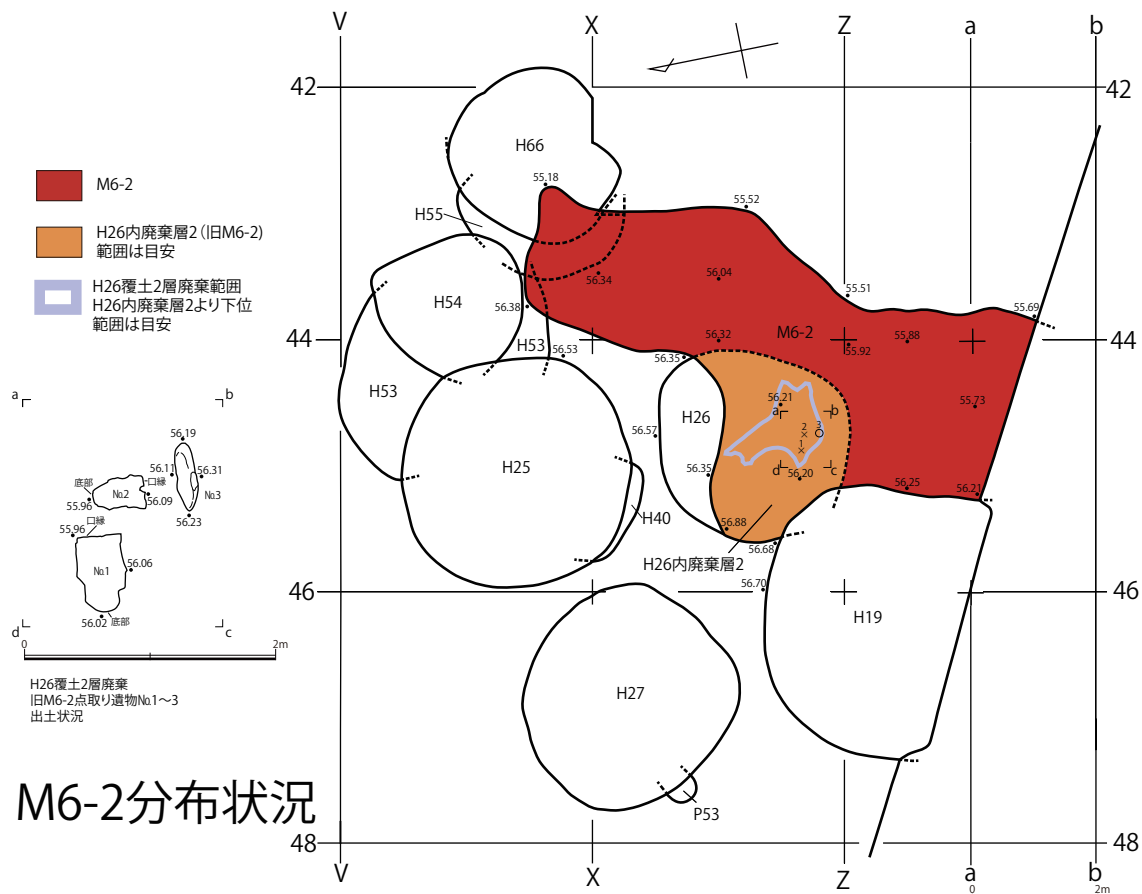 V X Z a b
42 42
H66
M6-2
55.18
55.52
H26内廃棄層2(旧M6-2)
範囲は目安
H55
H26覆土2層廃棄範囲
H26内廃棄層2より下位
範囲は目安
56.34
56.04
55.51
55.69
H54
56.38
M6-2
44 44
H53
56.53
56.35
56.32
55.92
55.88
H53
H26
56.21
55.73
a b
2
3
1
56.57
d c
56.20
H25
56.35
56.25
56.21
H40
56.88
56.68
H26内廃棄層2
56.70
46 46
H19
H27
P53
48 48
V X Z a b
0 2m
a b
56.19
56.11
56.31
底部
口縁
No.2
No.3
55.96
56.09
56.23
55.96
口縁
No.1
56.06
56.02
底部
d c
0 2m
H26覆土2層廃棄
旧M6-2点取り遺物No.1～3
出土状況
M6-2分布状況